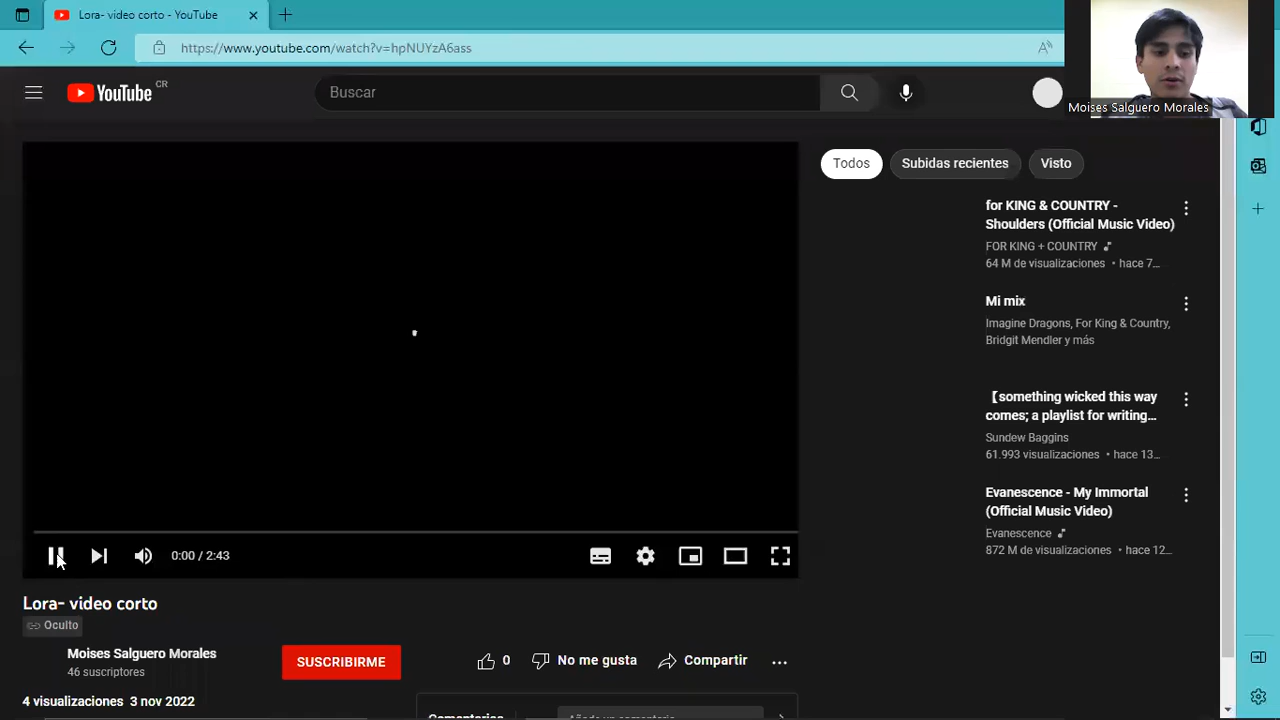 Lora- video corto - YouTube
https://www.youtube.com/watch?v=hpNUYzA6ass
YouTube CR
Buscar
Moises Salguero Morales
Todos
Subidas recientes
Visto
for KING & COUNTRY -
Shoulders (Official Music Video)
FOR KING + COUNTRY
64 M de visualizaciones • hace 7...
Mi mix
Imagine Dragons, For King & Country,
Bridgit Mendler y más
【something wicked this way
comes; a playlist for writing...
Sundew Baggins
61.993 visualizaciones • hace 13...
Evanescence - My Immortal
(Official Music Video)
Evanescence
872 M de visualizaciones • hace 12...
0:00 / 2:43
Lora- video corto
Oculto
Moises Salguero Morales
46 suscriptores
SUSCRIBIRME
0
No me gusta
Compartir
4 visualizaciones 3 nov 2022
Comentarios
Añade un comentario